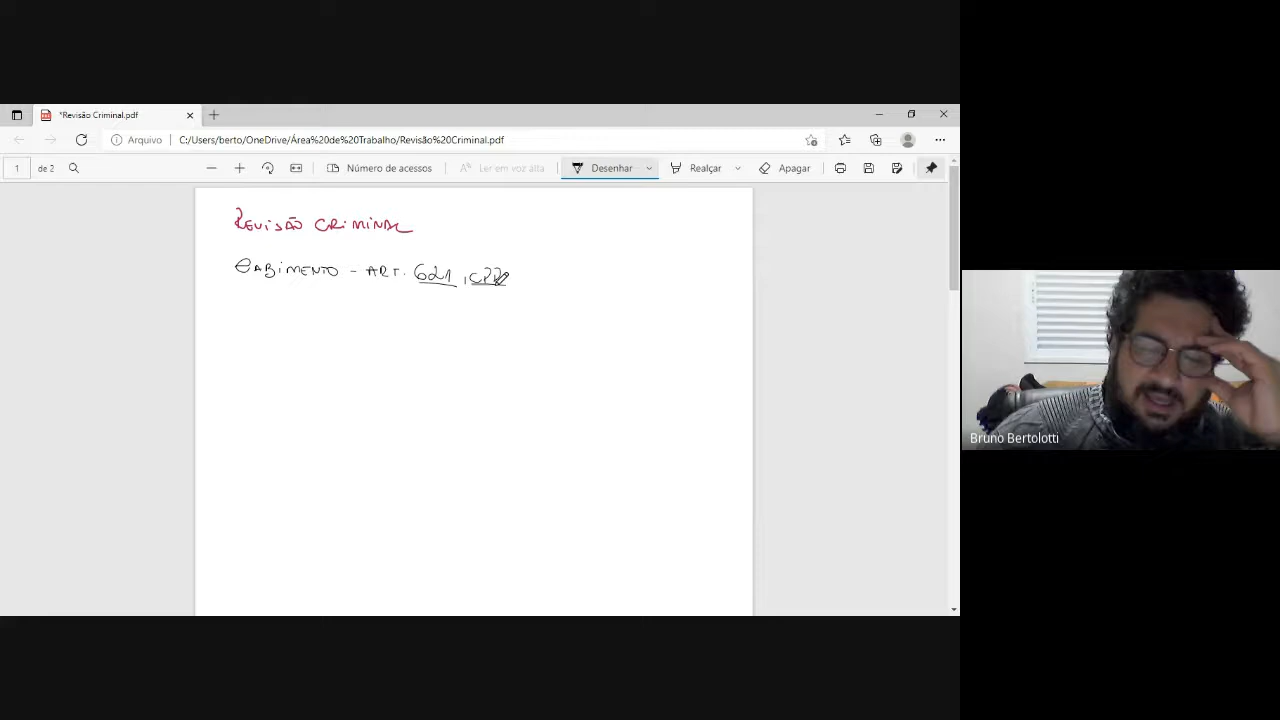 *Revisão Criminal.pdf
Arquivo C:/Users/berto/OneDrive/Área%20de%20Trabalho/Revisão%20Criminal.pdf
1 de 2 Número de acessos Ler em voz alta Desenhar Realçar Apagar
REVISÃO CRIMINAL
CABIMENTO - ART. 621, CPP
Bruno Bertolotti